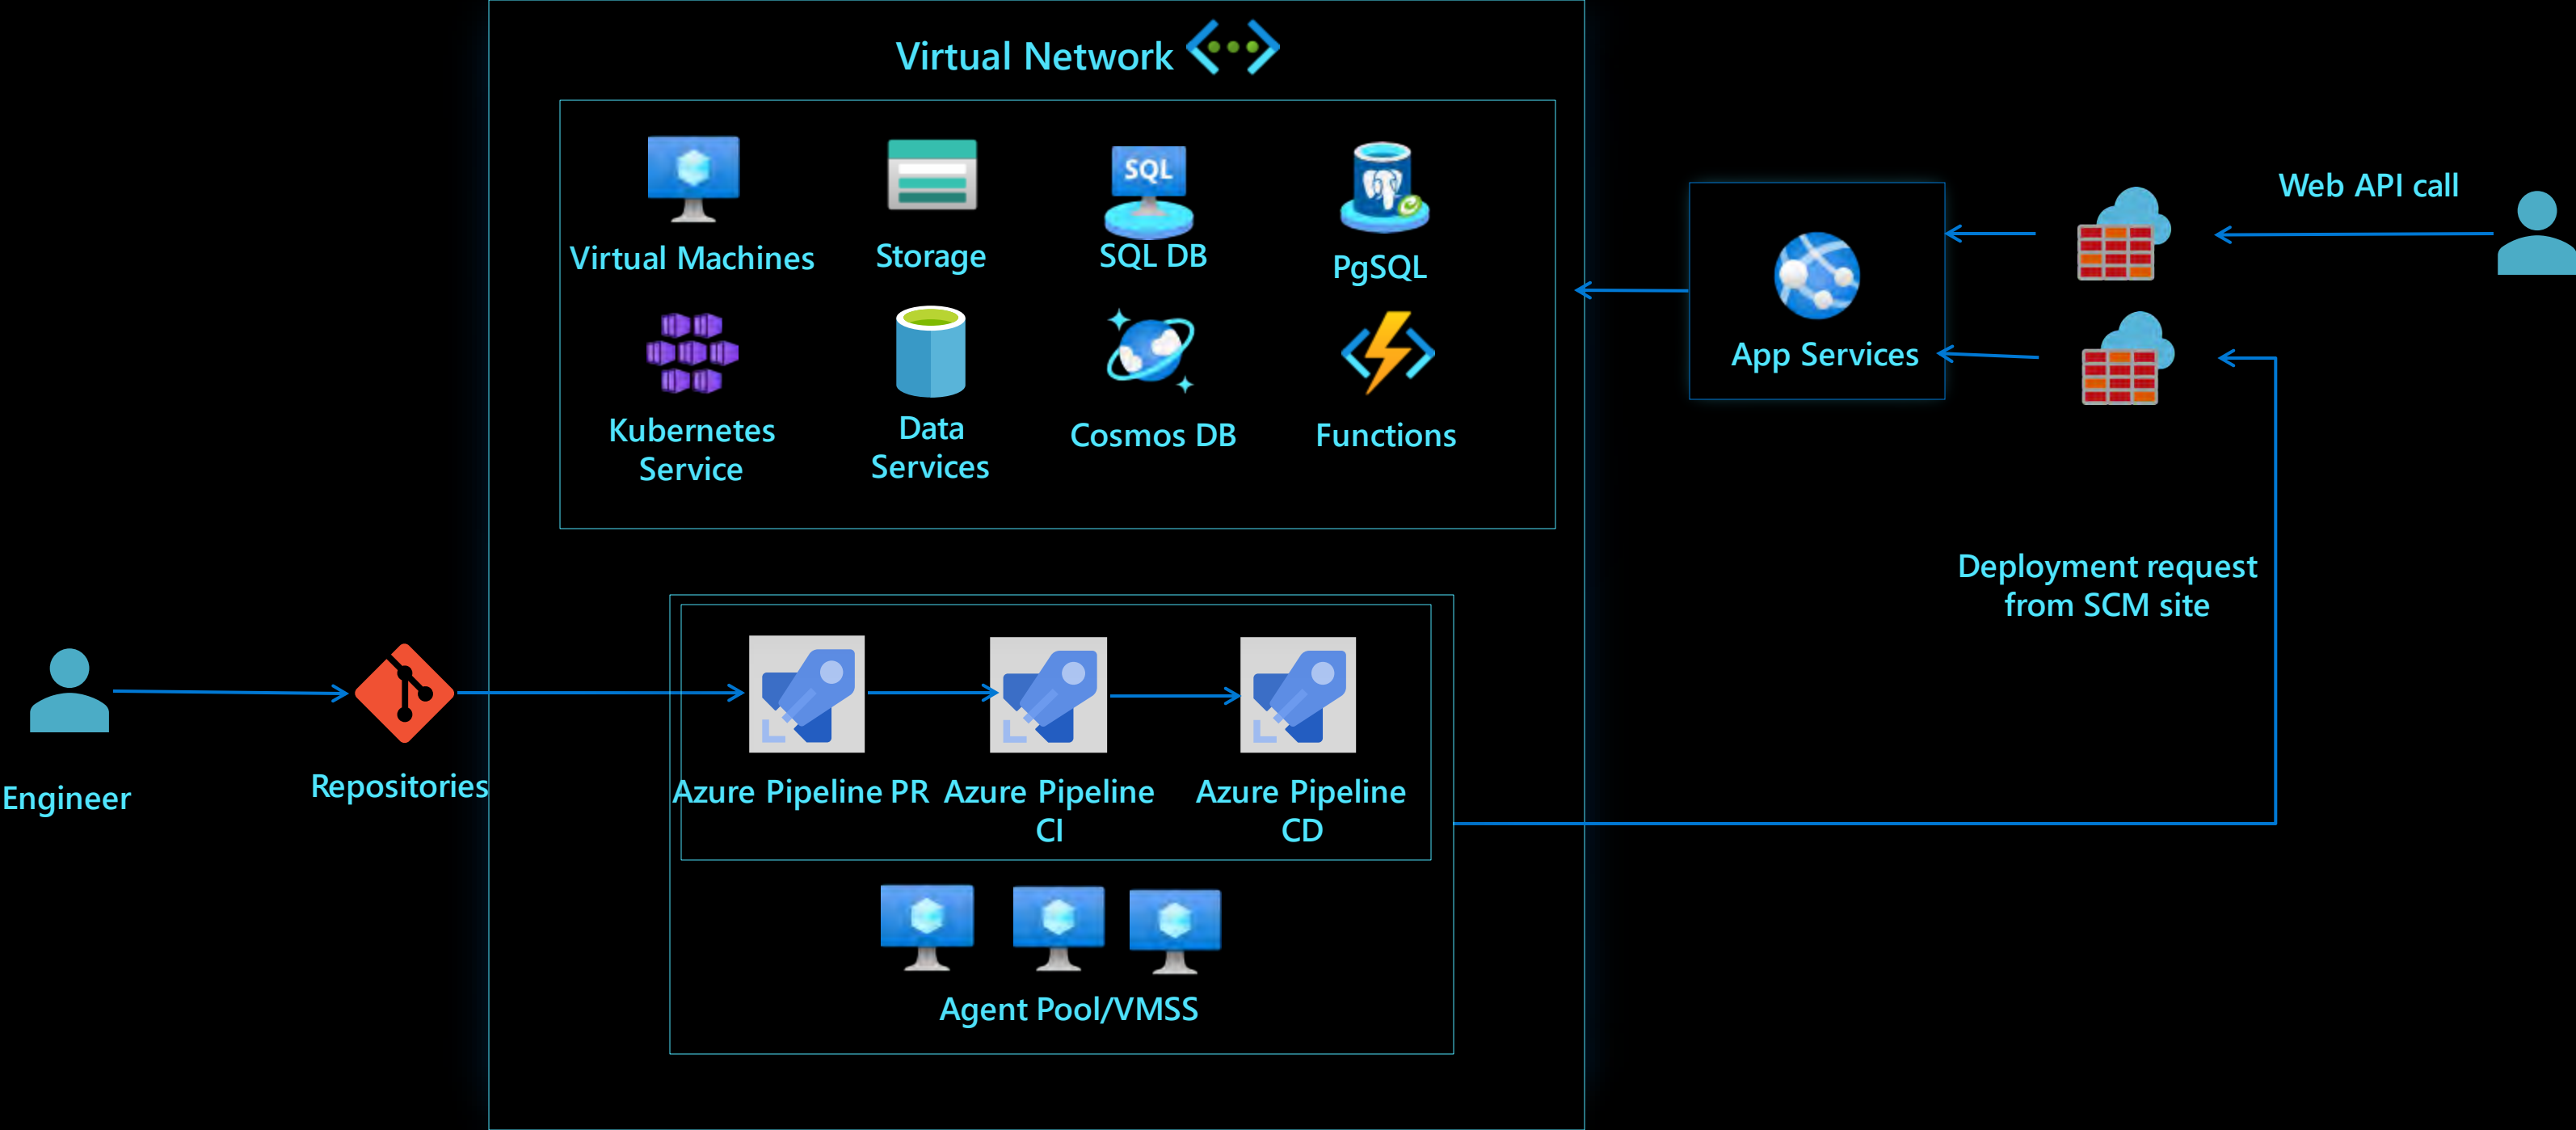 Virtual Network
Virtual Machines
Storage
SQL
SQL DB
PgSQL
Kubernetes
Service
Data
Services
Cosmos DB
Functions
App Services
Web API call
Deployment request
from SCM site
Engineer
Repositories
Azure Pipeline PR
Azure Pipeline
CI
Azure Pipeline
CD
Agent Pool/VMSS